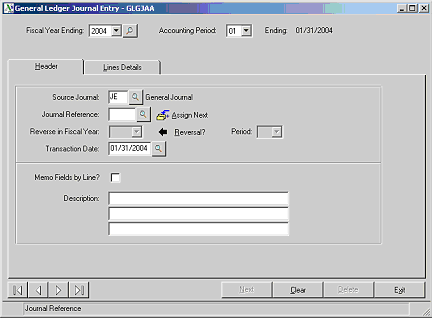 General Ledger Journal Entry - GLG3AA
Fiscal Year Ending: 2004 Accounting Period: 01 Ending: 01/31/2004
Header Lines Details
Source Journal: JE General Journal
Journal Reference: Assign Next
Reverse in Fiscal Year: Reversal? Period:
Transaction Date: 01/31/2004
Memo Fields by Line?
Description:
Next Clear Delete Exit
Journal Reference